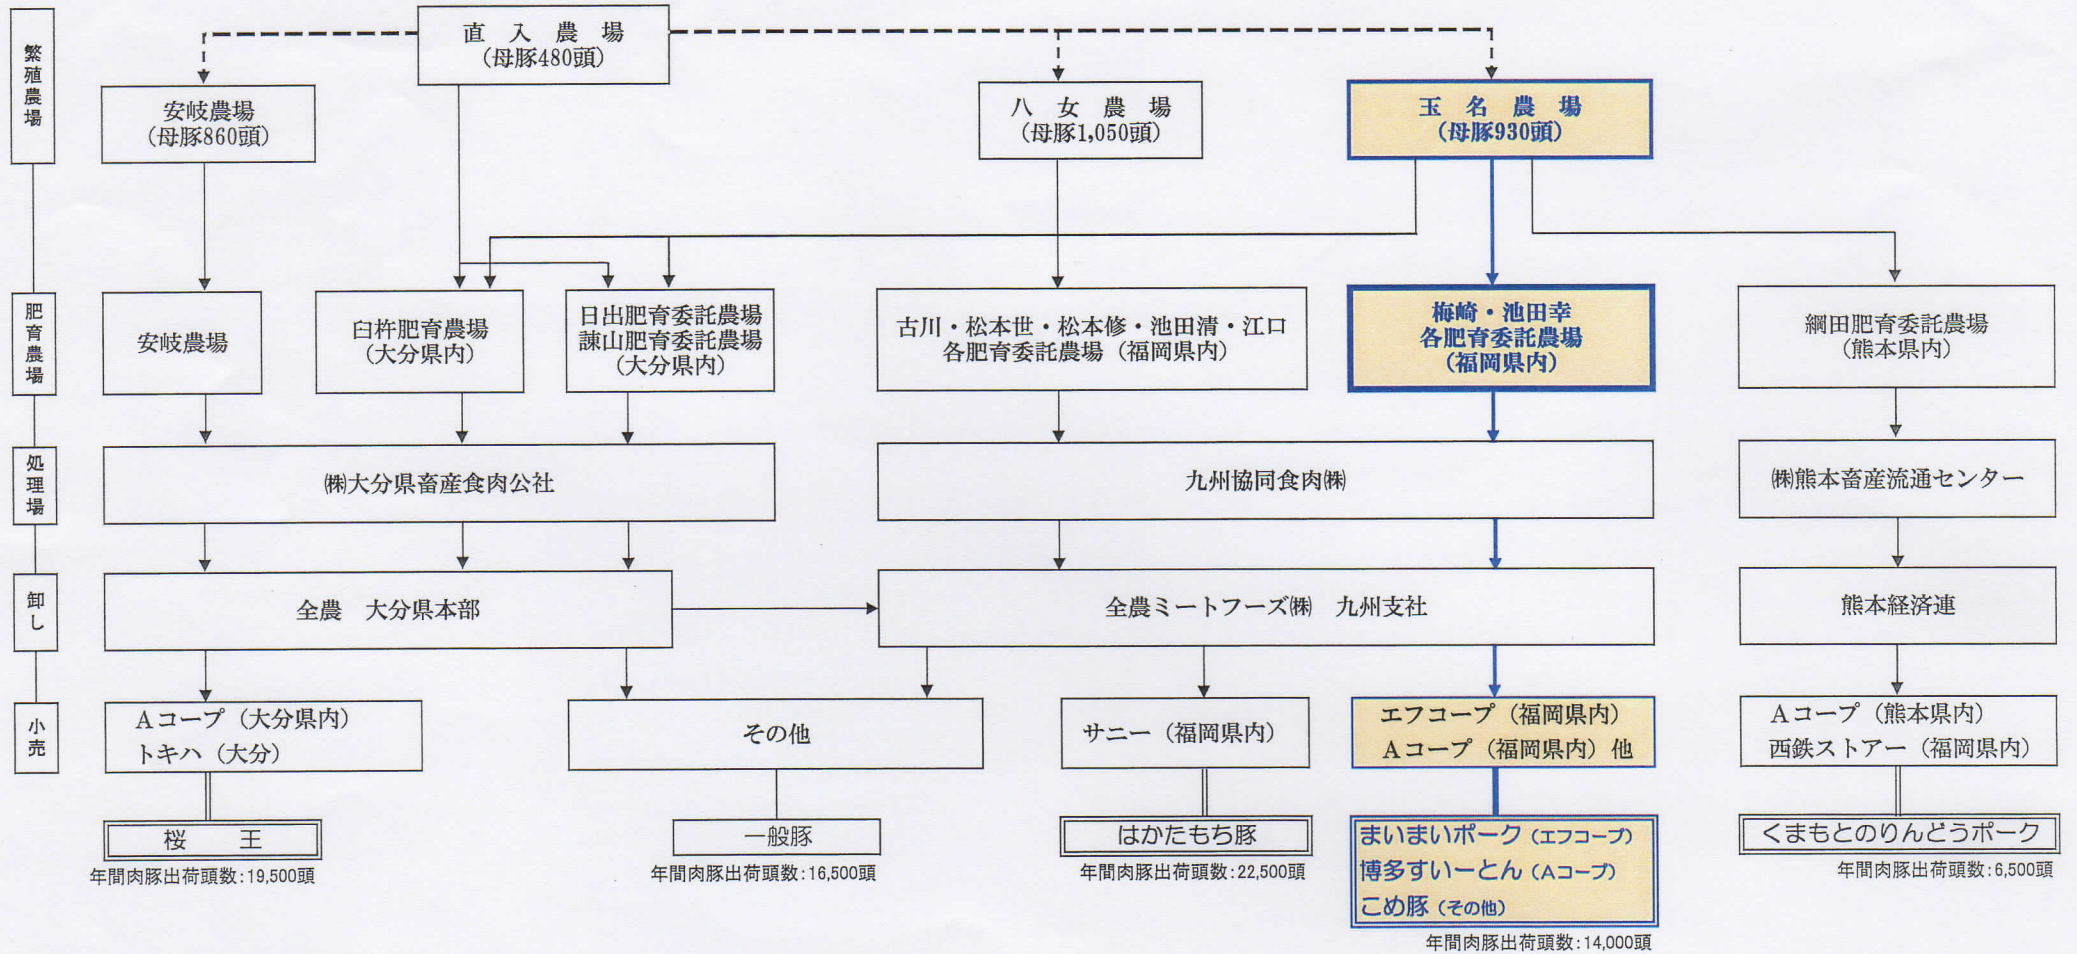 繁殖農場
直入農場
(母豚480頭)
安岐農場
(母豚860頭)
八女農場
(母豚1,050頭)
玉名農場
(母豚930頭)
肥育農場
安岐農場
臼杵肥育農場
(大分県内)
日出肥育委託農場
諫山肥育委託農場
(大分県内)
古川・松本世・松本修・池田清・江口
各肥育委託農場（福岡県内）
梅崎・池田幸
各肥育委託農場
(福岡県内)
綱田肥育委託農場
(熊本県内)
処理場
㈱大分県畜産食肉公社
九州協同食肉㈱
㈱熊本畜産流通センター
卸し
全農　大分県本部
全農ミートフーズ㈱　九州支社
熊本経済連
小売
Aコープ（大分県内）
トキハ（大分）
その他
サニー（福岡県内）
エフコープ（福岡県内）
Aコープ（福岡県内）他
Aコープ（熊本県内）
西鉄ストアー（福岡県内）
桜　王
年間肉豚出荷頭数:19,500頭
一般豚
年間肉豚出荷頭数:16,500頭
はかたもち豚
年間肉豚出荷頭数:22,500頭
まいまいポーク（エフコープ）
博多すいーとん（Aコープ）
こめ豚（その他）
年間肉豚出荷頭数:14,000頭
くまもとのりんどうポーク
年間肉豚出荷頭数:6,500頭